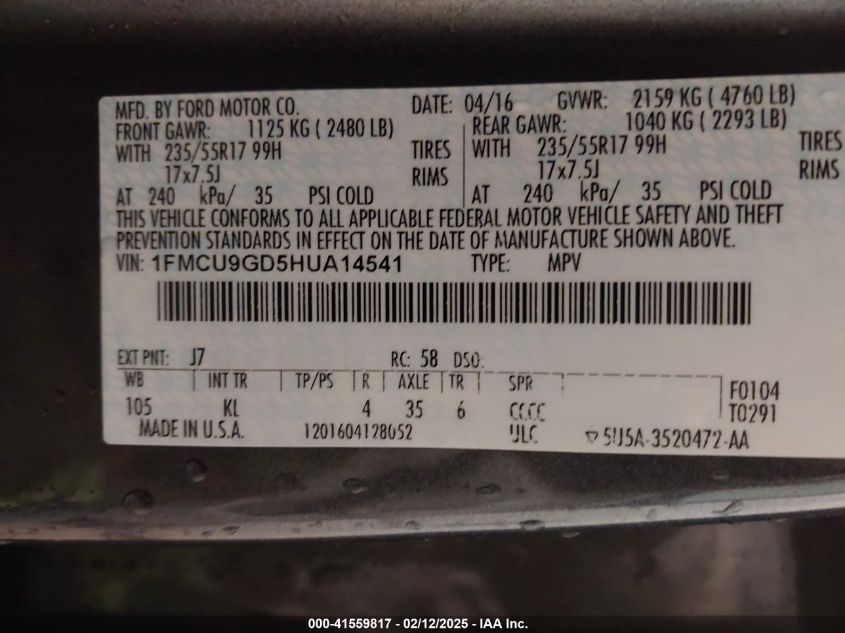 MFD. BY FORD MOTOR CO. DATE: 04/16 GVWR: 2159 KG ( 4760 LB)
FRONT GAWR: 1125 KG ( 2480 LB) REAR GAWR: 1040 KG ( 2293 LB)
WITH 235/55R17 99H TIRES WITH 235/55R17 99H TIRES
17x7.5J RIMS 17x7.5J RIMS
AT 240 kPa/ 35 PSI COLD AT 240 kPa/ 35 PSI COLD
THIS VEHICLE CONFORMS TO ALL APPLICABLE FEDERAL MOTOR VEHICLE SAFETY AND THEFT
PREVENTION STANDARDS IN EFFECT ON THE DATE OF MANUFACTURE SHOWN ABOVE.
VIN: 1FMCU9GD5HUA14541 TYPE: MPV
EXT PNT: J7 RC: 58 DSO:
WB INT TR TP/PS R AXLE TR SPR F0104
105 KL 4 35 6 CCCC T0291
MADE IN U.S.A. 1201604128052 ULC 5U5A-3520472-AA
000-41559817 - 02/12/2025 - IAA Inc.